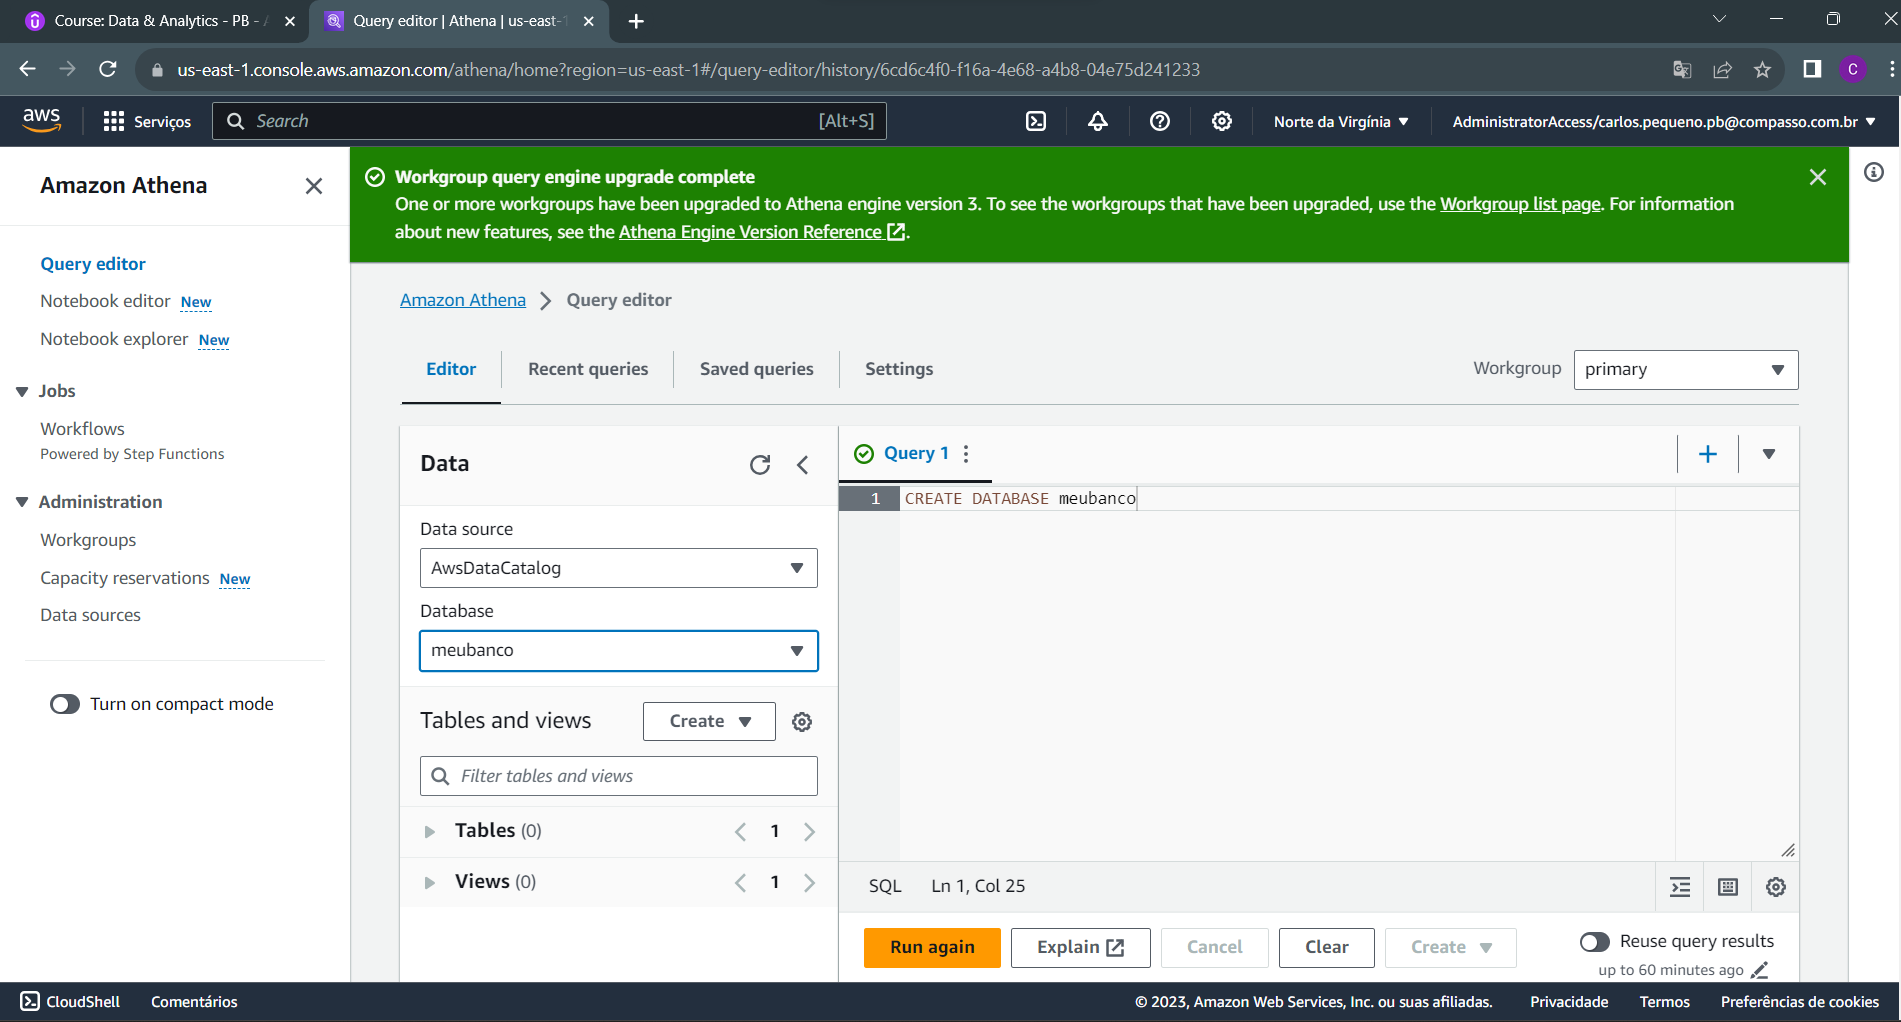 Course: Data & Analytics - PB -
Query editor | Athena | us-east-1
us-east-1.console.aws.amazon.com/athena/home?region=us-east-1#/query-editor/history/6cd6c4f0-f16a-4e68-a4b8-04e75d241233
C
aws
Serviços
Search
[Alt+S]
Norte da Virgínia
AdministratorAccess/carlos.pequeno.pb@compasso.com.br
Amazon Athena
Query editor
Notebook editor New
Notebook explorer New
Jobs
Workflows
Powered by Step Functions
Administration
Workgroups
Capacity reservations New
Data sources
Turn on compact mode
Workgroup query engine upgrade complete
One or more workgroups have been upgraded to Athena engine version 3. To see the workgroups that have been upgraded, use the Workgroup list page. For information
about new features, see the Athena Engine Version Reference.
Amazon Athena > Query editor
Editor
Recent queries
Saved queries
Settings
Workgroup
primary
Data
Data source
AwsDataCatalog
Database
meubanco
Tables and views
Create
Filter tables and views
Tables (0)
1
Views (0)
1
Query 1
1 CREATE DATABASE meubanco
SQL
Ln 1, Col 25
Run again
Explain
Cancel
Clear
Create
Reuse query results
up to 60 minutes ago
CloudShell
Comentários
© 2023, Amazon Web Services, Inc. ou suas afiliadas.
Privacidade
Termos
Preferências de cookies